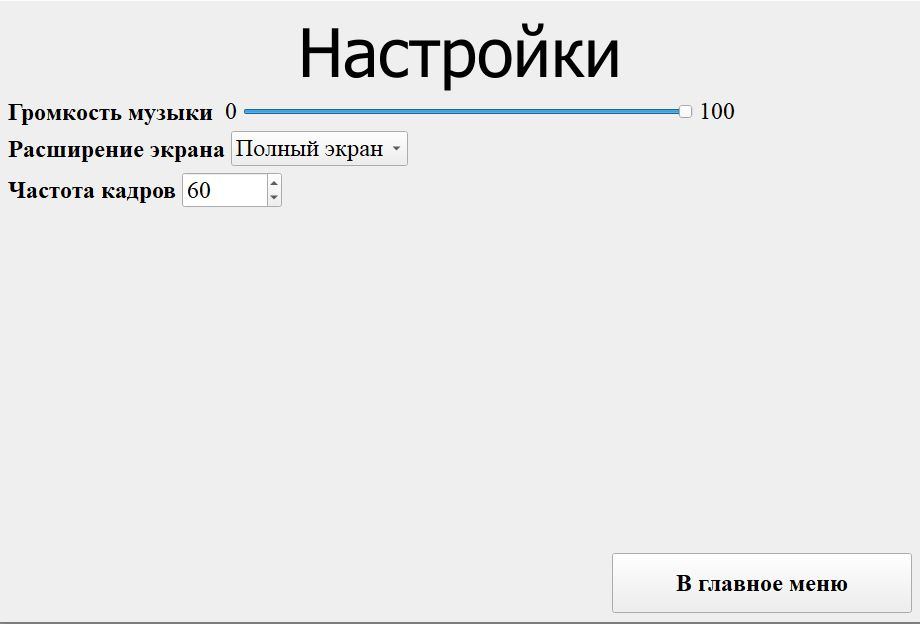 Настройки
Громкость музыки 0 100
Расширение экрана Полный экран
Частота кадров 60
В главное меню